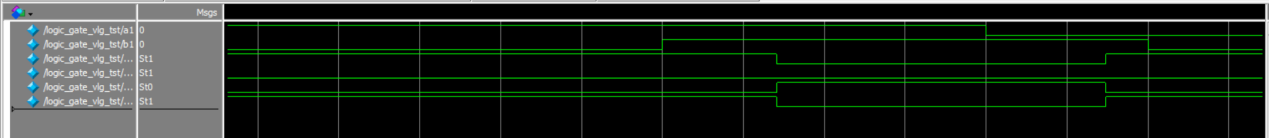 Msgs
/logic_gate_vlg_tst/a1 0
/logic_gate_vlg_tst/b1 0
/logic_gate_vlg_tst/... St1
/logic_gate_vlg_tst/... St1
/logic_gate_vlg_tst/... St0
/logic_gate_vlg_tst/... St1